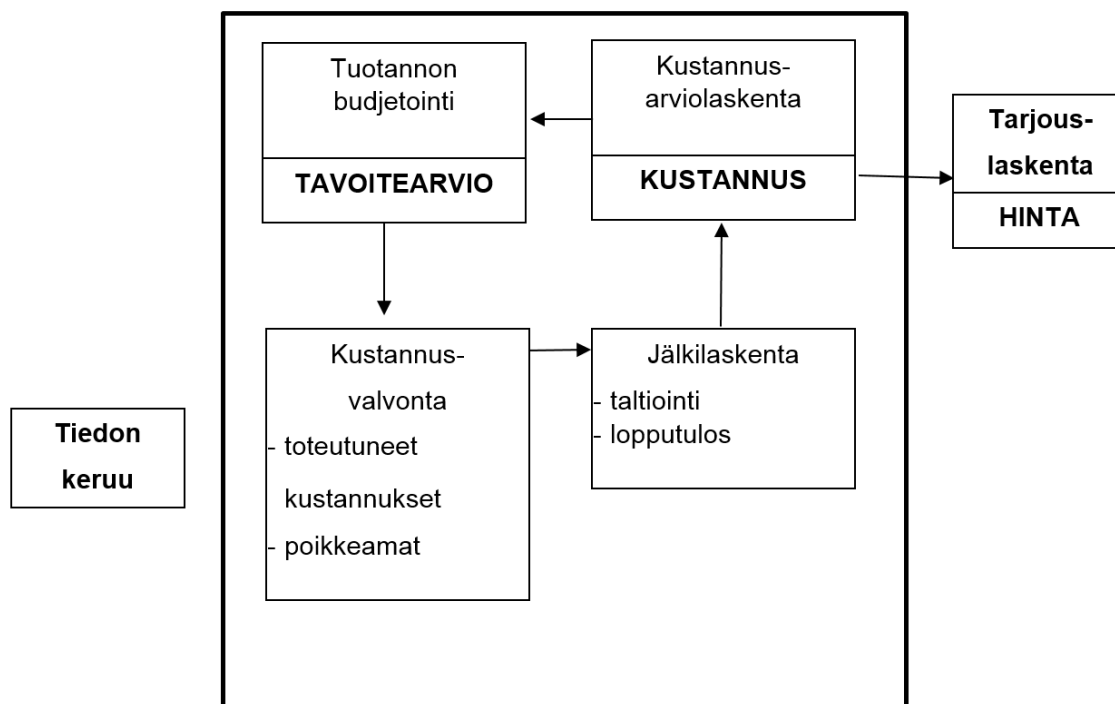 Tuotannon
budjetointi
TAVOITEARVIO
Kustannus-
arviolaskenta
KUSTANNUS
Tarjous-
laskenta
HINTA
Kustannus-
valvonta
- toteutuneet
kustannukset
- poikkeamat
Jälkilaskenta
- taltiointi
- lopputulos
Tiedon
keruu